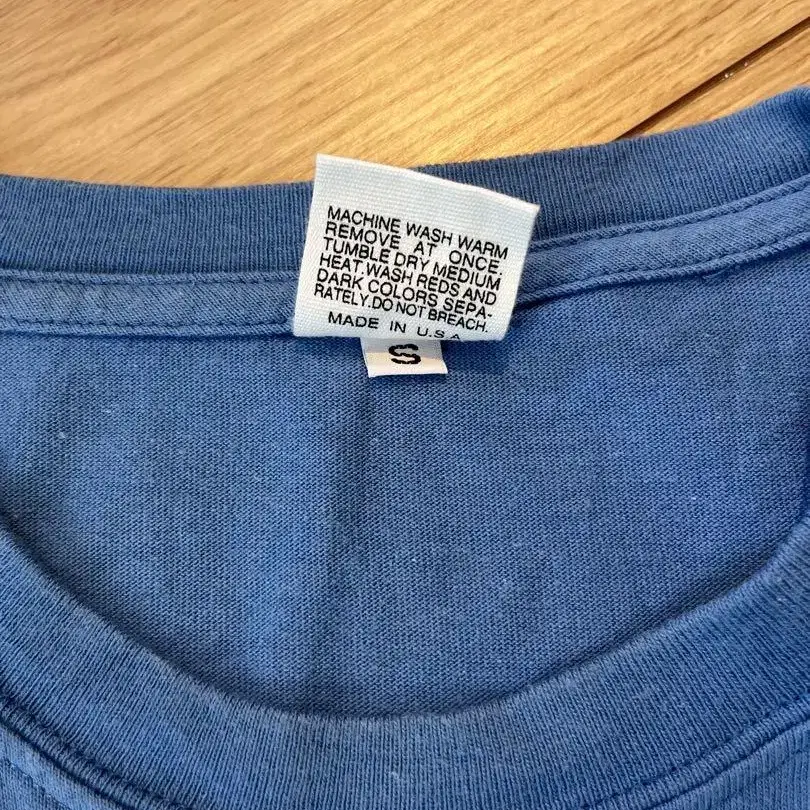 MACHINE WASH WARM
REMOVE AT ONCE.
TUMBLE DRY MEDIUM
HEAT.WASH REDS AND
DARK COLORS SEPA-
RATELY.DO NOT BREACH.
MADE IN U.S.A
S